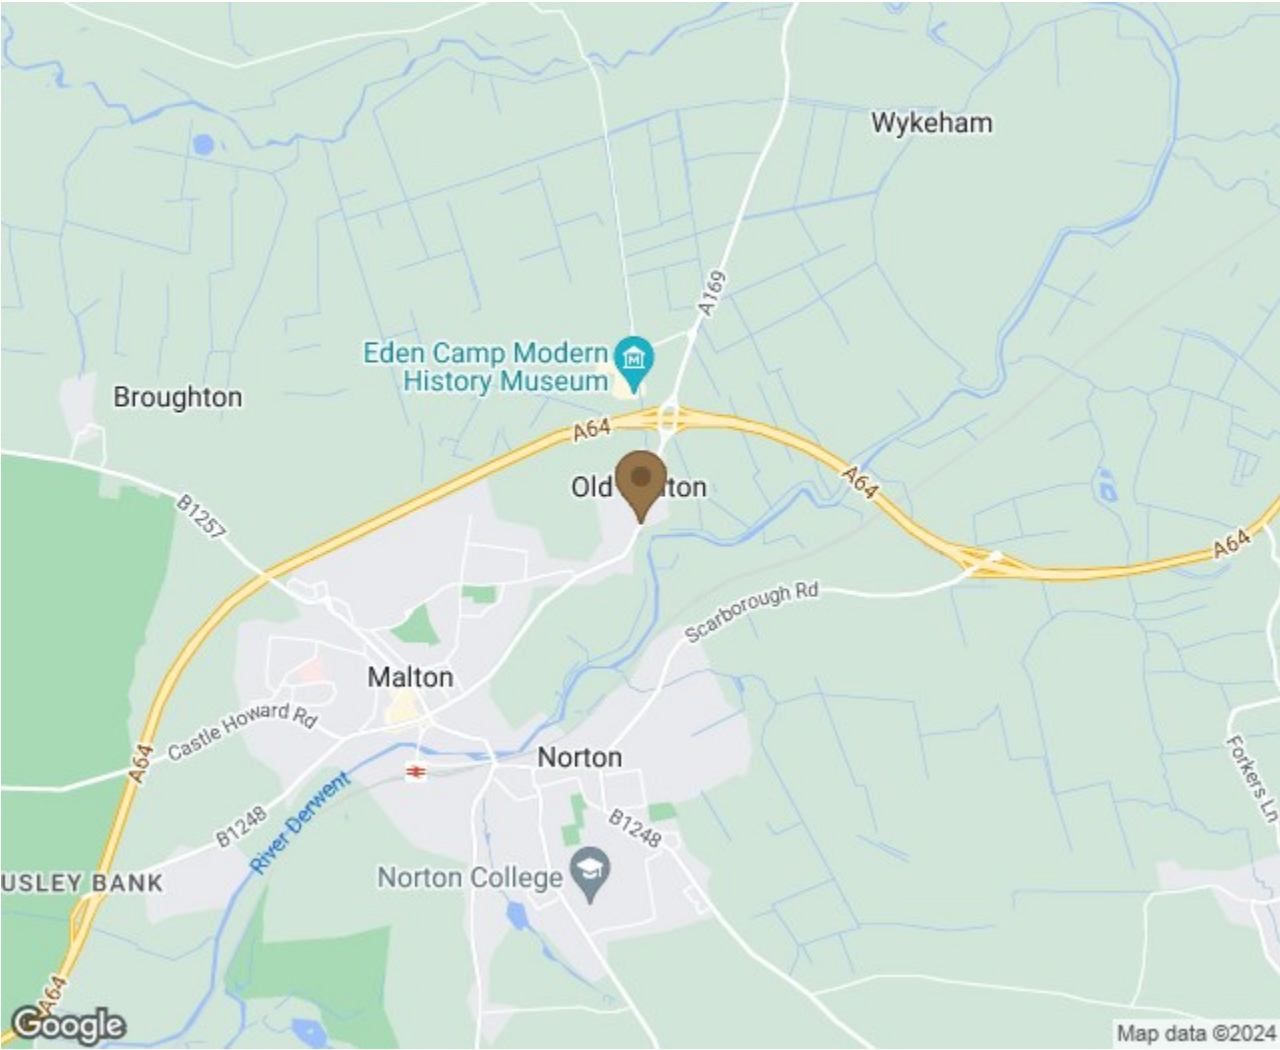 Wykeham
A169
Eden Camp Modern
History Museum
Broughton
A64
Old
B1257
A64
A64
Scarborough Rd
Malton
Castle Howard Rd
A64
Norton
Forkers Ln
River Derwent
B1248
B1248
USLEY BANK
Norton College
A64
Google
Map data ©2024